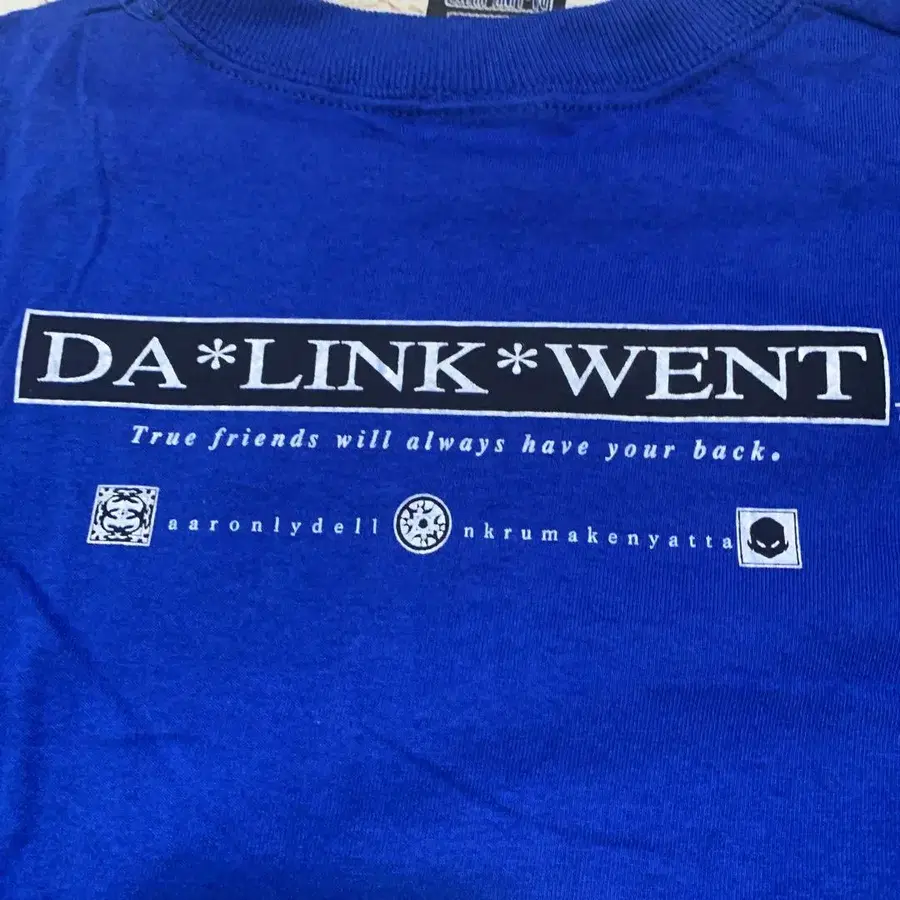 DA*LINK*WENT
True friends will always have your back.
aaronlydell nkrumakenyatta